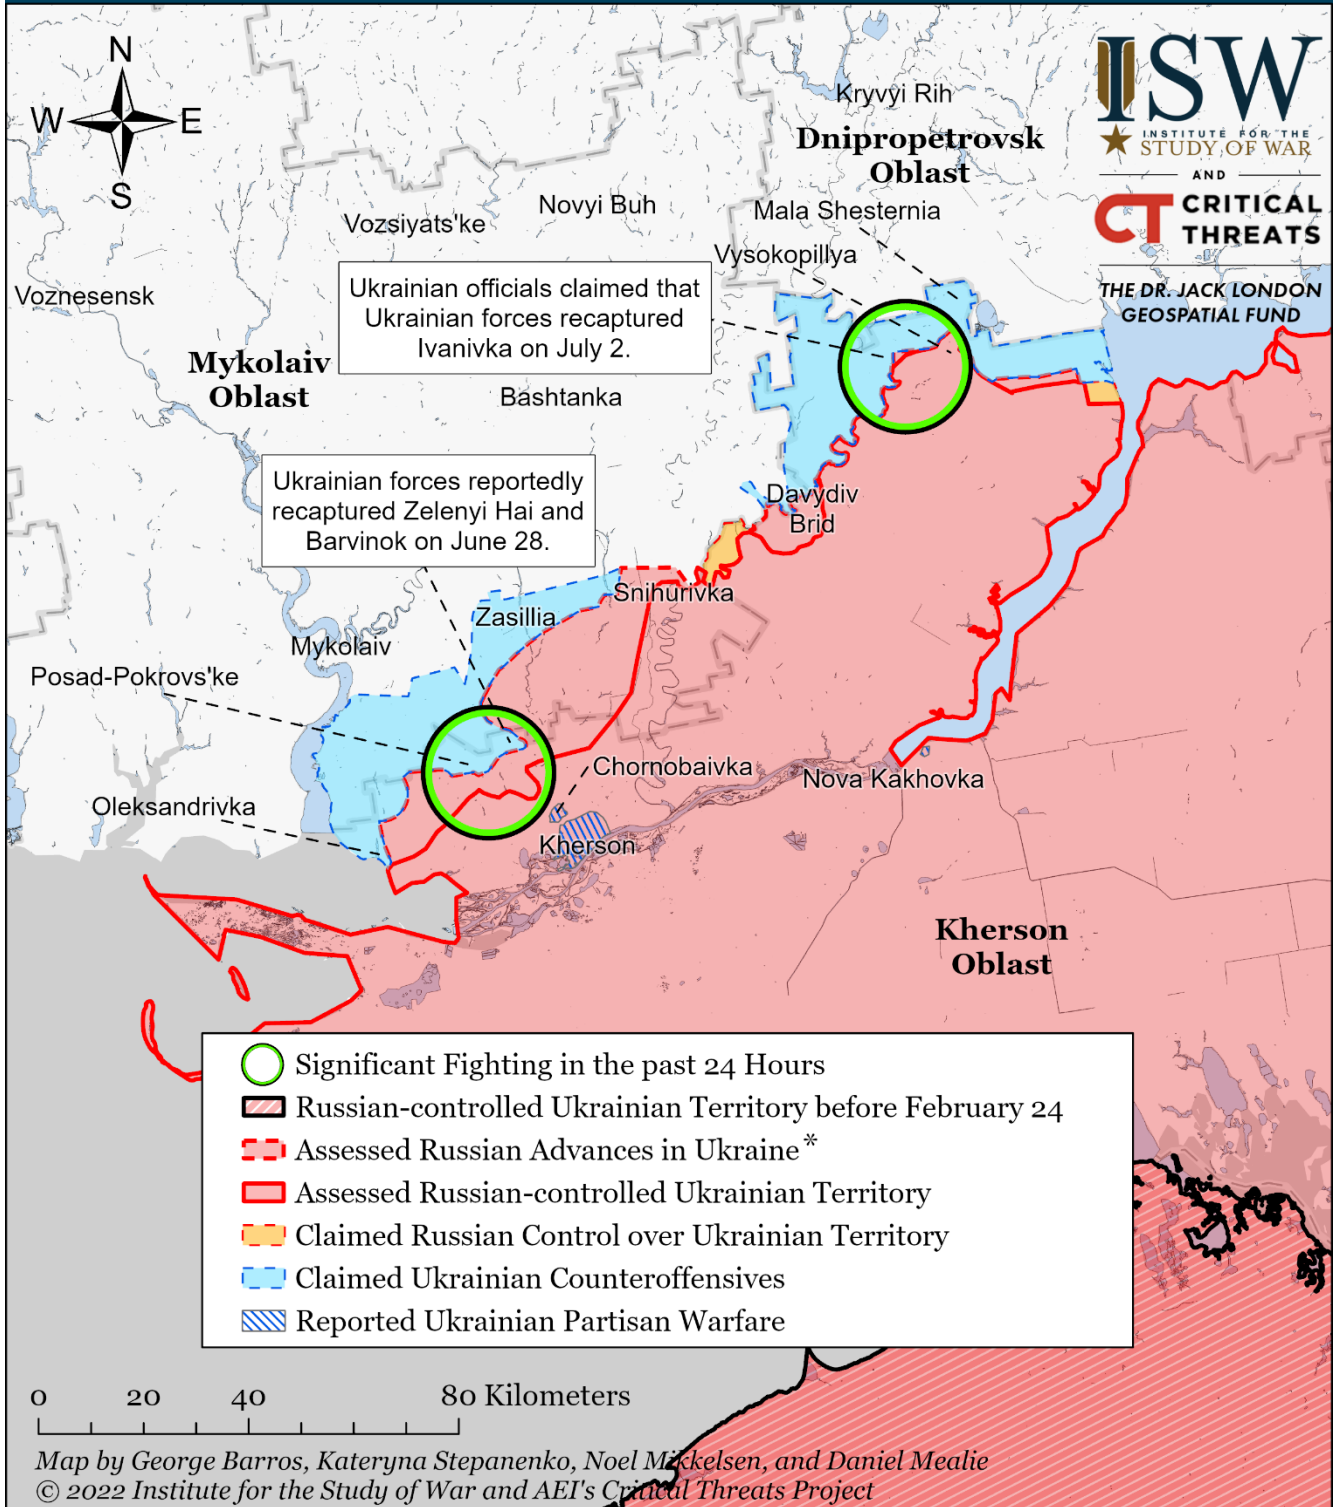 N
W E
S
ISW
INSTITUTE FOR THE
STUDY OF WAR
AND
CT CRITICAL
THREATS
THE DR. JACK LONDON
GEOSPATIAL FUND
Kryvyi Rih
Dnipropetrovsk
Oblast
Novyi Buh
Mala Shesternia
Vozsiyats'ke
Vysokopillya
Voznesensk
Ukrainian officials claimed that
Ukrainian forces recaptured
Ivanivka on July 2.
Mykolaiv
Oblast
Bashtanka
Ukrainian forces reportedly
recaptured Zelenyi Hai and
Barvinok on June 28.
Davydiv
Brid
Snihurivka
Zasillia
Mykolaiv
Posad-Pokrovs'ke
Chornobaivka
Nova Kakhovka
Oleksandrivka
Kherson
Kherson
Oblast
Significant Fighting in the past 24 Hours
Russian-controlled Ukrainian Territory before February 24
Assessed Russian Advances in Ukraine*
Assessed Russian-controlled Ukrainian Territory
Claimed Russian Control over Ukrainian Territory
Claimed Ukrainian Counteroffensives
Reported Ukrainian Partisan Warfare
0 20 40 80 Kilometers
Map by George Barros, Kateryna Stepanenko, Noel Mikkelsen, and Daniel Mealie
© 2022 Institute for the Study of War and AEI's Critical Threats Project